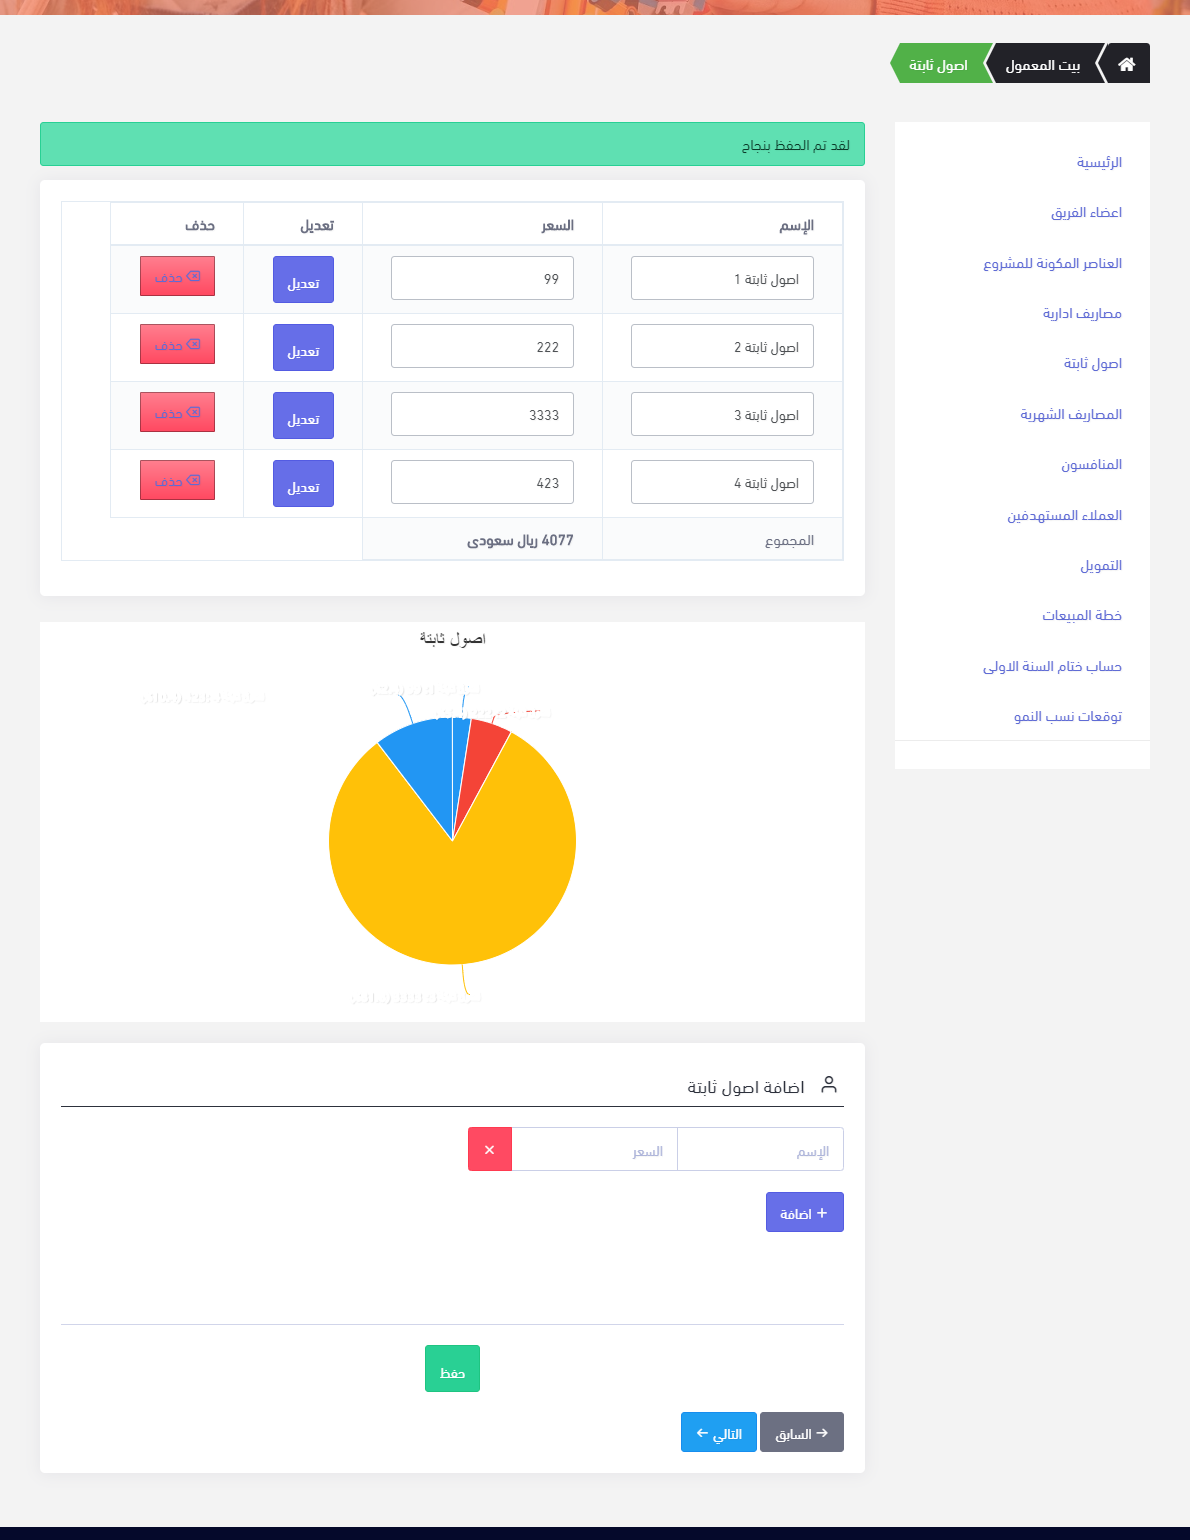 بيت المعمول
اصول ثابتة
الرئيسية
اعضاء الفريق
العناصر المكونة للمشروع
مصاريف ادارية
اصول ثابتة
المصاريف الشهرية
المنافسون
العملاء المستهدفين
التمويل
خطة المبيعات
حساب ختام السنة الاولى
توقعات نسب النمو
لقد تم الحفظ بنجاح
الإسم السعر تعديل حذف
اصول ثابتة 1 99 تعديل حذف
اصول ثابتة 2 222 تعديل حذف
اصول ثابتة 3 3333 تعديل حذف
اصول ثابتة 4 423 تعديل حذف
المجموع 4077 ريال سعودى
اصول ثابتة
اضافة اصول ثابتة
الإسم السعر
اضافة
حفظ
السابق التالي